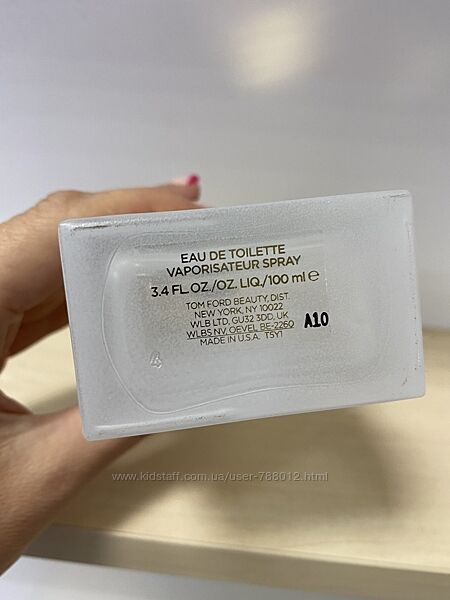 EAU DE TOILETTE
VAPORISATEUR SPRAY
3.4 FL.OZ./OZ. LIQ./100 ml ℮
TOM FORD BEAUTY, DIST.
NEW YORK, NY 10022
WLB LTD, GU32 3DD, UK
WLBS NV, OEVEL BE-2260
MADE IN U.S.A. T5Y1
A10
4
www.kidstaff.com.ua/user-788012.html